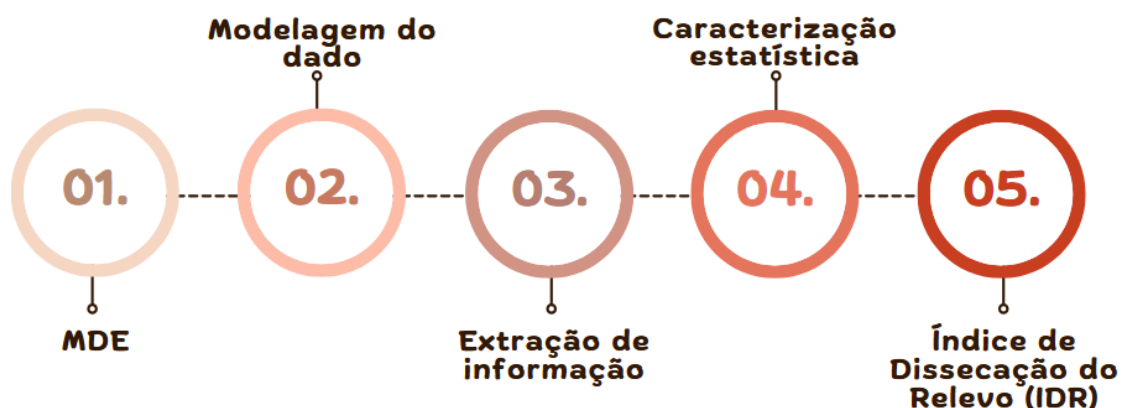 Modelagem do
dado
Caracterização
estatística
01.
02.
03.
04.
05.
MDE
Extração de
informação
Índice de
Dissecação do
Relevo (IDR)